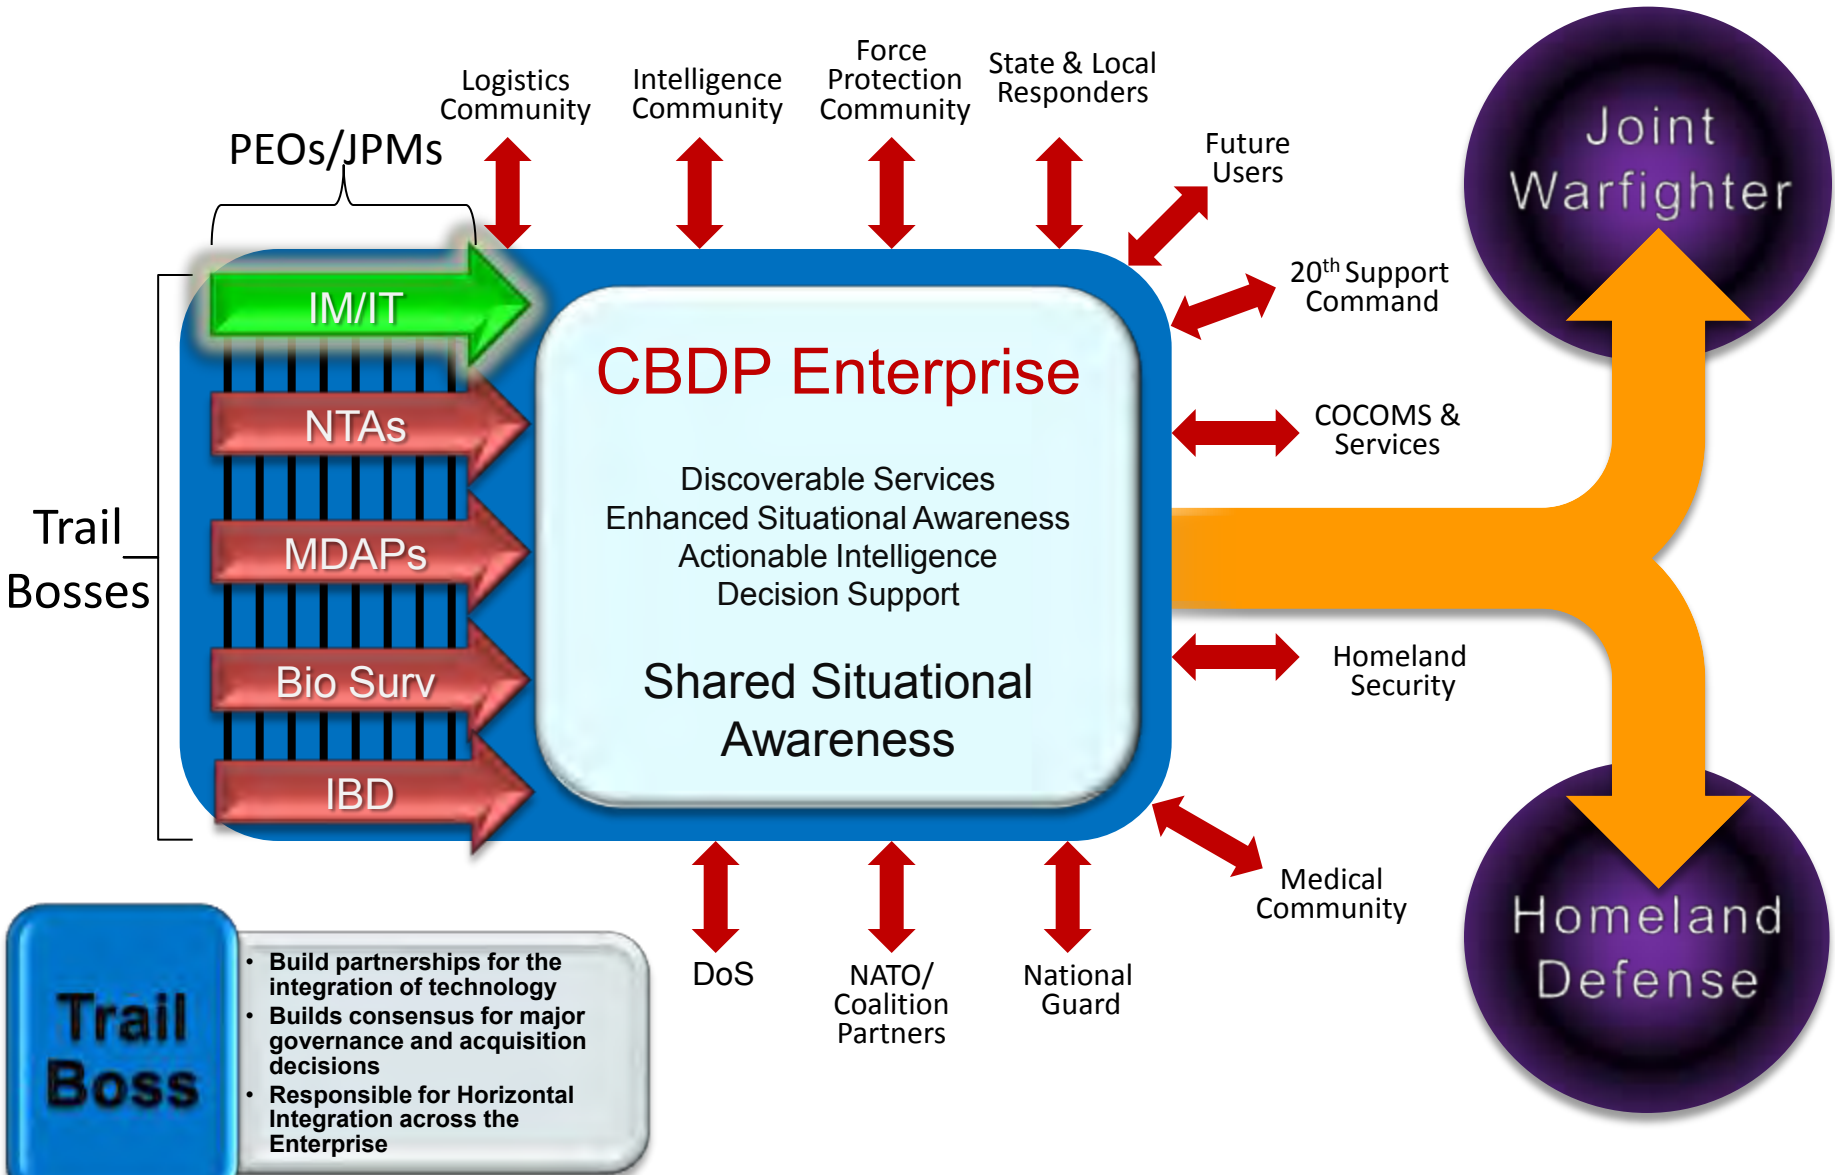 Logistics
Community
Intelligence
Community
Force
Protection
Community
State & Local
Responders
Future
Users
PEOs/JPMs
20th Support
Command
COCOMS &
Services
Homeland
Security
Medical
Community
Joint
Warfighter
Homeland
Defense
Trail
Bosses
IM/IT
NTAs
MDAPs
Bio Surv
IBD
CBDP Enterprise
Discoverable Services
Enhanced Situational Awareness
Actionable Intelligence
Decision Support
Shared Situational
Awareness
DoS
NATO/
Coalition
Partners
National
Guard
Trail
Boss
• Build partnerships for the
integration of technology
• Builds consensus for major
governance and acquisition
decisions
• Responsible for Horizontal
Integration across the
Enterprise